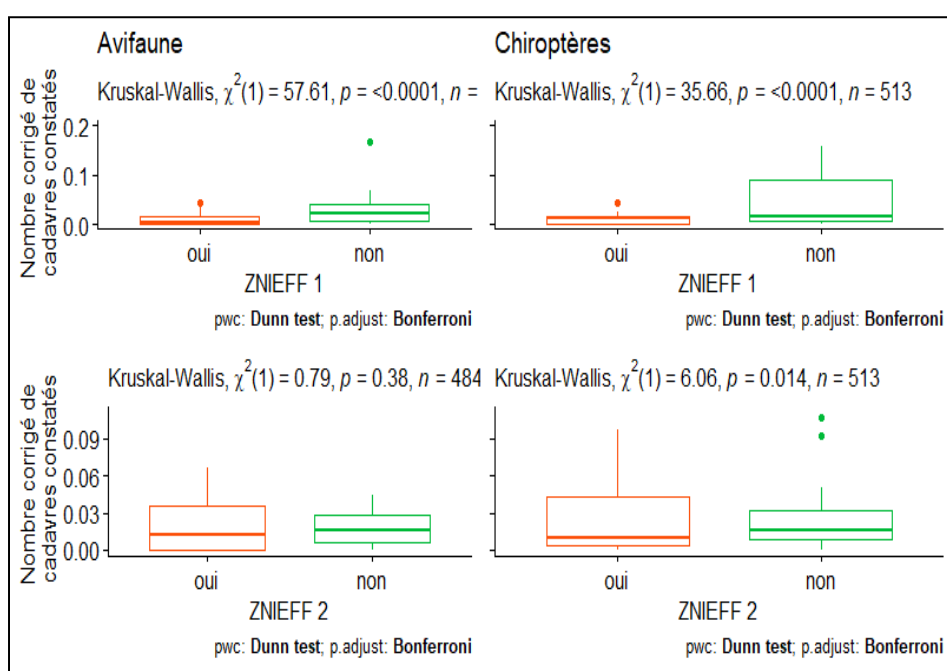 Avifaune
Kruskal-Wallis, χ²(1) = 57.61, p = <0.0001, n =
Nombre corrigé de
cadavres constatés
0.2
0.1
0.0
oui non
ZNIEFF 1
pwc: Dunn test; p.adjust: Bonferroni
Chiroptères
Kruskal-Wallis, χ²(1) = 35.66, p = <0.0001, n = 513
oui non
ZNIEFF 1
pwc: Dunn test; p.adjust: Bonferroni
Kruskal-Wallis, χ²(1) = 0.79, p = 0.38, n = 484
Nombre corrigé de
cadavres constatés
0.09
0.06
0.03
0.00
oui non
ZNIEFF 2
pwc: Dunn test; p.adjust: Bonferroni
Kruskal-Wallis, χ²(1) = 6.06, p = 0.014, n = 513
oui non
ZNIEFF 2
pwc: Dunn test; p.adjust: Bonferroni